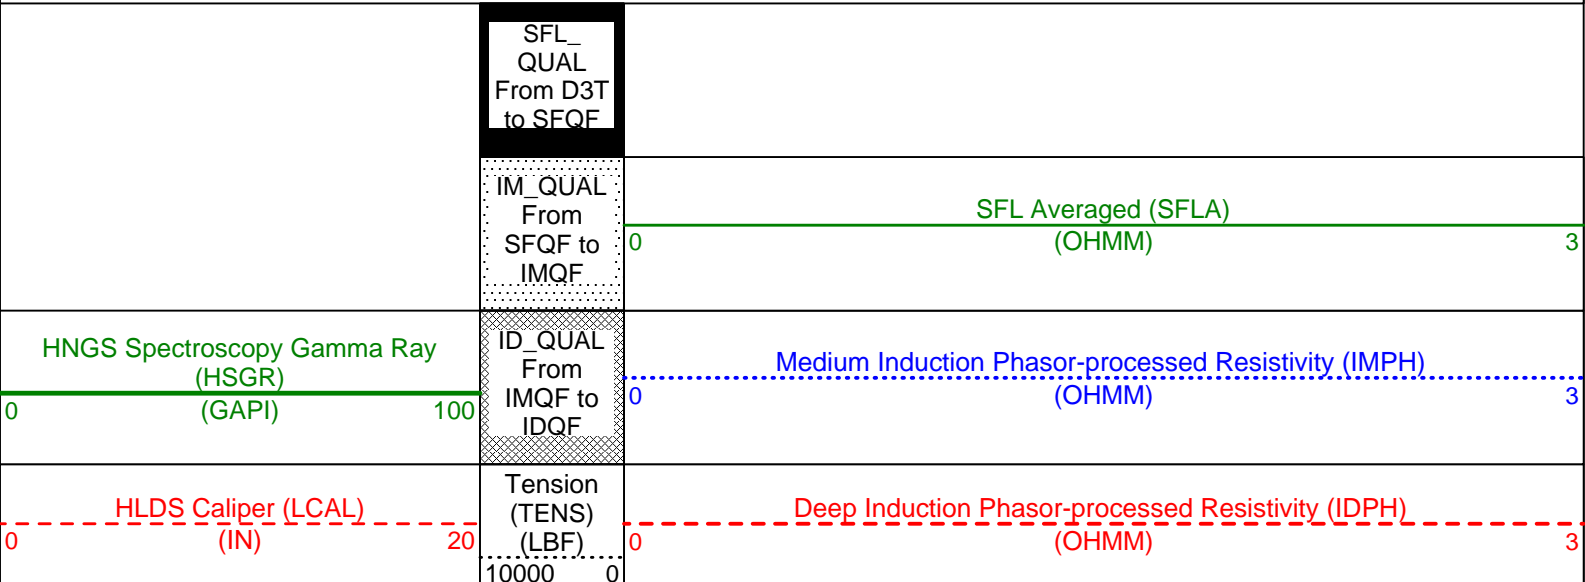 SFL_
QUAL
From D3T
to SFQF
IM_QUAL
From
SFQF to
IMQF
SFL Averaged (SFLA)
0 (OHMM) 3
HNGS Spectroscopy Gamma Ray
(HSGR)
0 (GAPI) 100
ID_QUAL
From
IMQF to
IDQF
Medium Induction Phasor-processed Resistivity (IMPH)
0 (OHMM) 3
HLDS Caliper (LCAL)
0 (IN) 20
Tension
(TENS)
(LBF)
10000 0
Deep Induction Phasor-processed Resistivity (IDPH)
0 (OHMM) 3